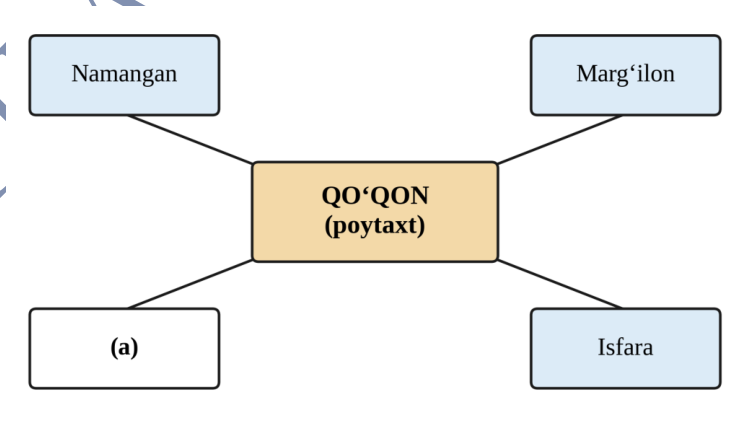 Namangan
Marg‘ilon
QO‘QON
(poytaxt)
(a)
Isfara